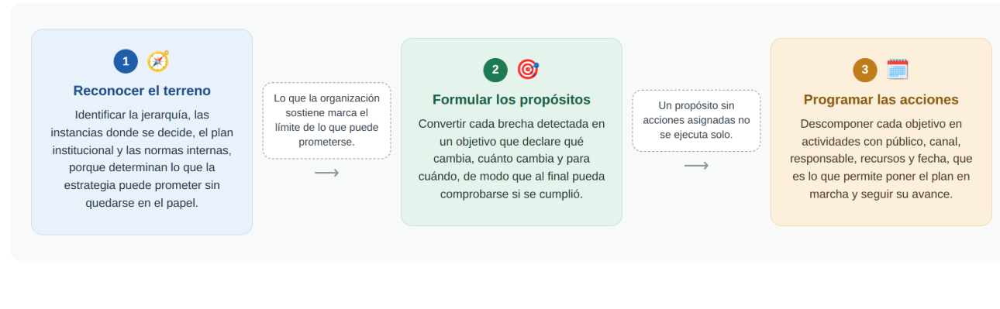 1
Reconocer el terreno
Identificar la jerarquía, las
instancias donde se decide, el plan
institucional y las normas internas,
porque determinan lo que la
estrategia puede prometer sin
quedarse en el papel.
Lo que la organización
sostiene marca el
límite de lo que puede
prometerse.
→
2
Formular los propósitos
Convertir cada brecha detectada en
un objetivo que declare qué
cambia, cuánto cambia y para
cuándo, de modo que al final pueda
comprobarse si se cumplió.
Un propósito sin
acciones asignadas no
se ejecuta solo.
→
3
Programar las acciones
Descomponer cada objetivo en
actividades con público, canal,
responsable, recursos y fecha, que
es lo que permite poner el plan en
marcha y seguir su avance.